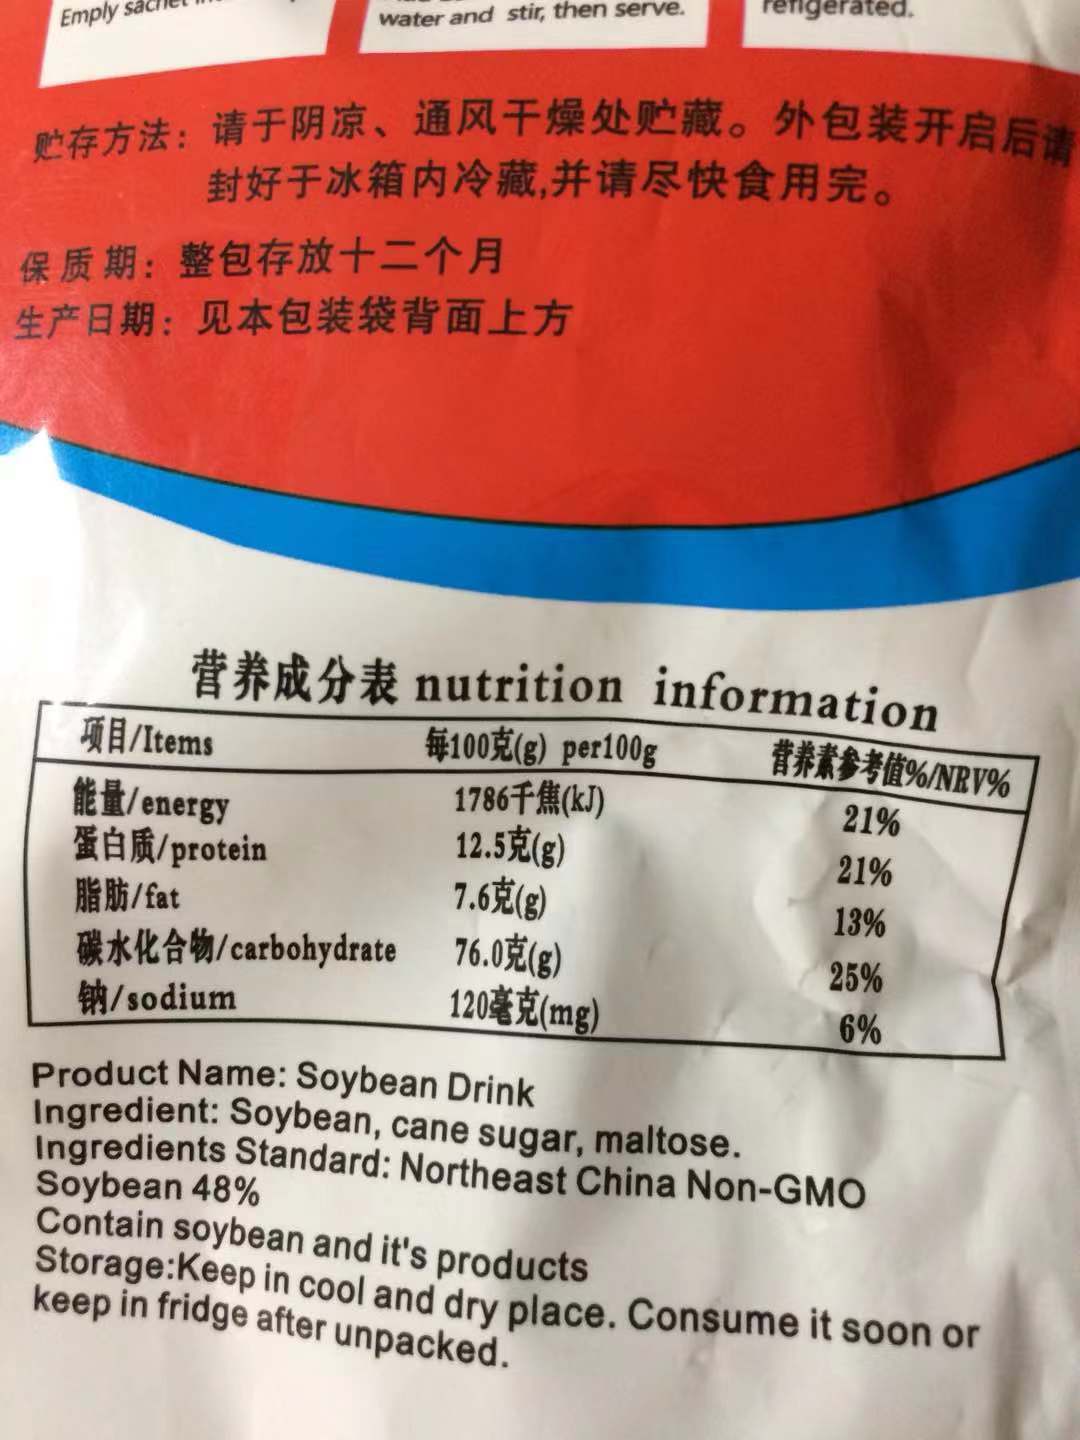 Emply sachet
water and stir, then serve.
refigerated.
贮存方法：请于阴凉、通风干燥处贮藏。外包装开启后请
封好于冰箱内冷藏,并请尽快食用完。
保质期：整包存放十二个月
生产日期：见本包装袋背面上方
营养成分表 nutrition information
项目/Items 每100克(g) per100g 营养素参考值%/NRV%
能量/energy 1786千焦(kJ) 21%
蛋白质/protein 12.5克(g) 21%
脂肪/fat 7.6克(g) 13%
碳水化合物/carbohydrate 76.0克(g) 25%
钠/sodium 120毫克(mg) 6%
Product Name: Soybean Drink
Ingredient: Soybean, cane sugar, maltose.
Ingredients Standard: Northeast China Non-GMO
Soybean 48%
Contain soybean and it's products
Storage:Keep in cool and dry place. Consume it soon or
keep in fridge after unpacked.